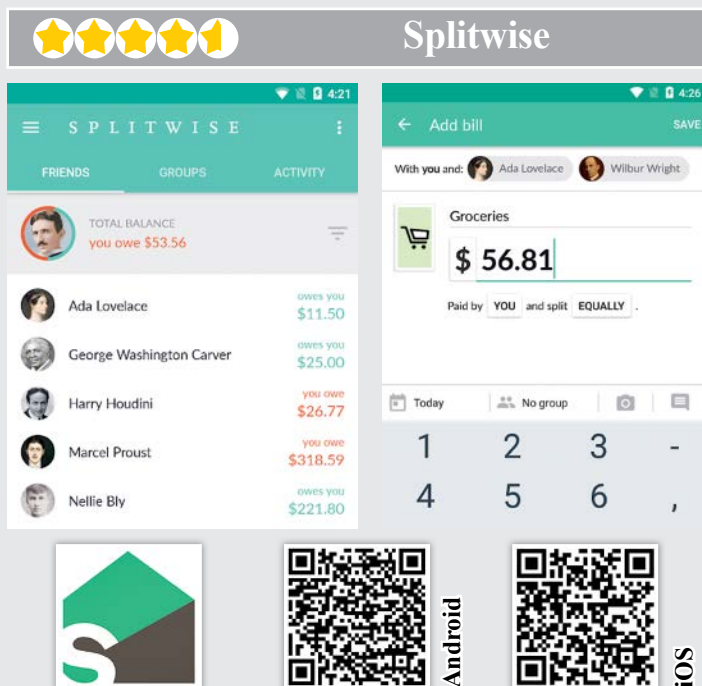 Splitwise
4:21
SPLITWISE
FRIENDS GROUPS ACTIVITY
TOTAL BALANCE
you owe $53.56
Ada Lovelace
owes you
$11.50
George Washington Carver
owes you
$25.00
Harry Houdini
you owe
$26.77
Marcel Proust
you owe
$318.59
Nellie Bly
owes you
$221.80
4:26
Add bill SAVE
With you and: Ada Lovelace Wilbur Wright
Groceries
$ 56.81
Paid by YOU and split EQUALLY .
Today No group
1 2 3 -
4 5 6 ,
S
Android
iOS